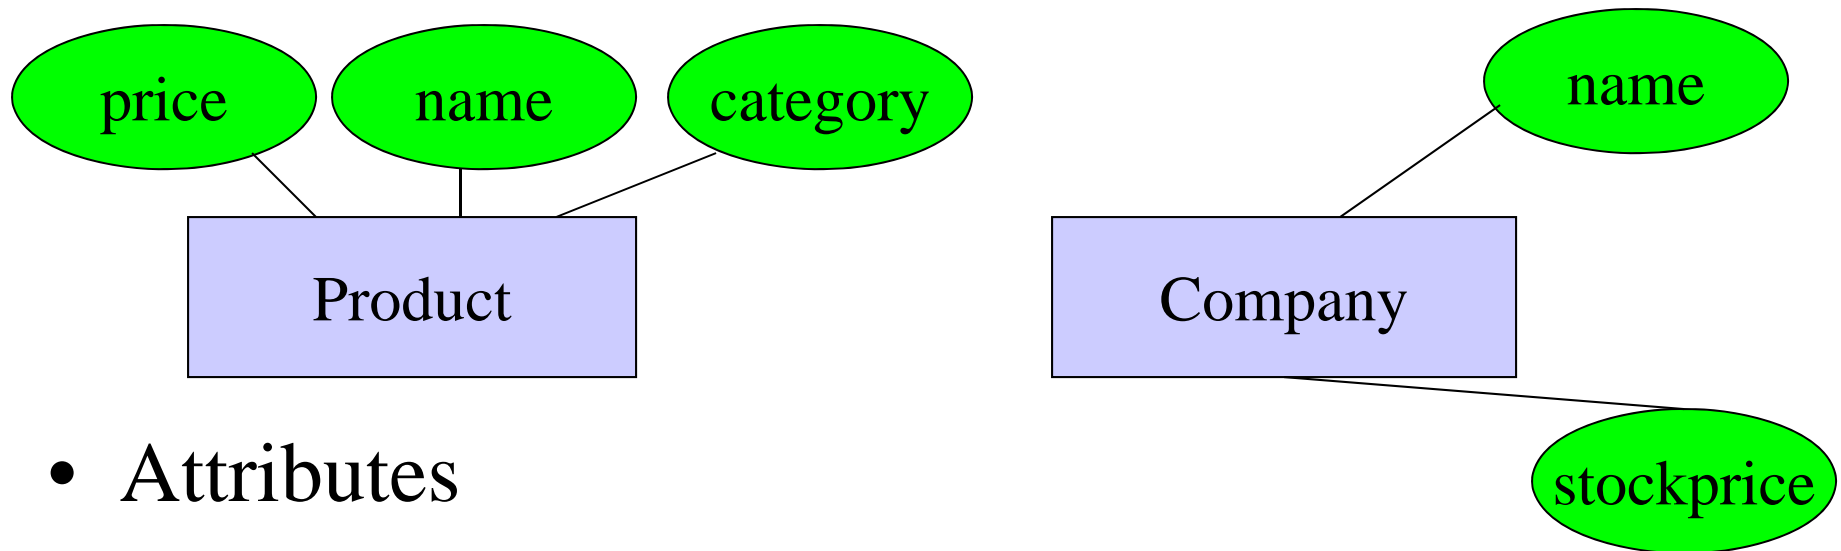 price name category name
Product Company
• Attributes
stockprice